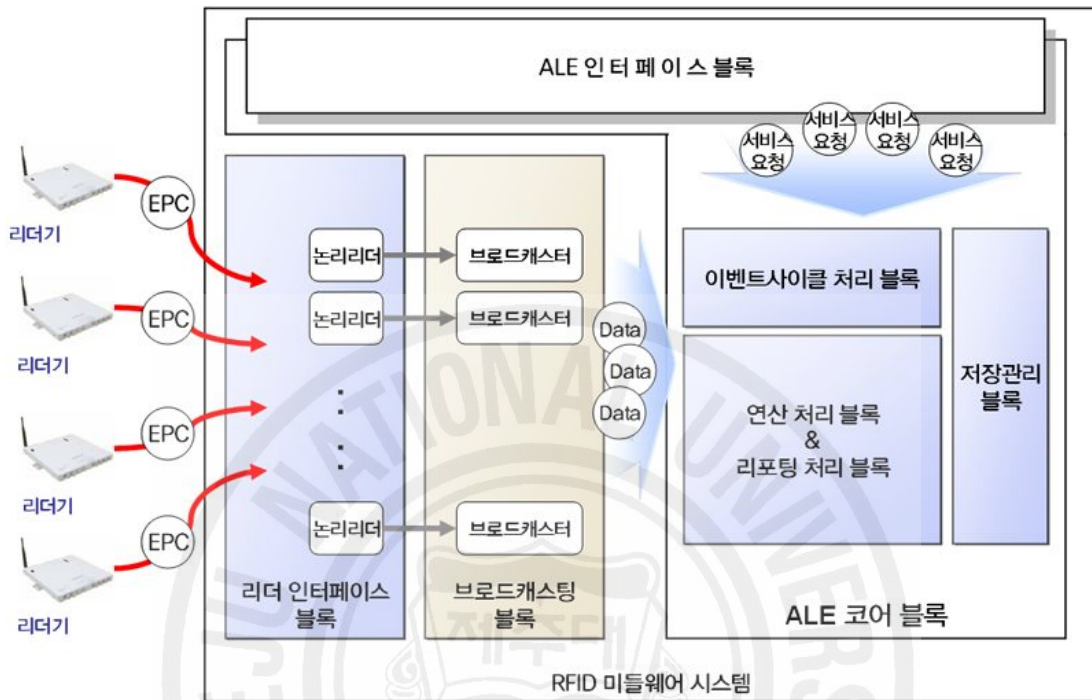 ALE 인 터 페 이 스 블록
서비스
요청
서비스
요청
서비스
요청
서비스
요청
EPC
리더기
EPC
리더기
EPC
리더기
EPC
리더기
논리리더
브로드캐스터
논리리더
브로드캐스터
논리리더
브로드캐스터
리더 인터페이스
블록
브로드캐스팅
블록
Data
Data
Data
이벤트사이클 처리 블록
연산 처리 블록
&
리포팅 처리 블록
저장관리
블록
ALE 코어 블록
RFID 미들웨어 시스템
JEJU NATIONAL UNIVERS
제주대